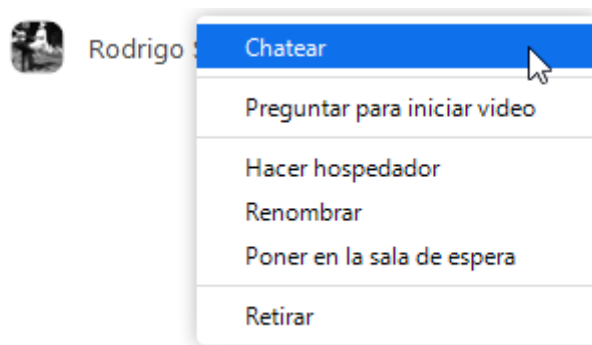 Rodrigo
Chatear
Preguntar para iniciar video
Hacer hospedador
Renombrar
Poner en la sala de espera
Retirar